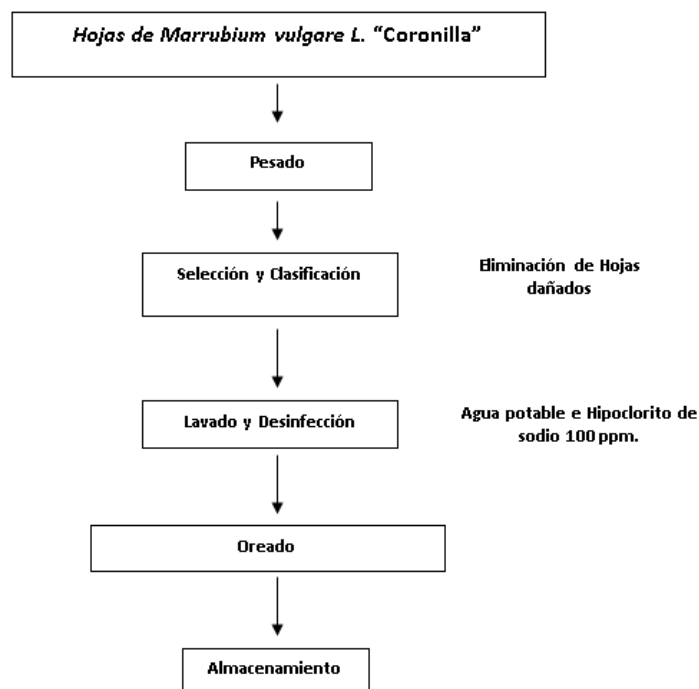 Hojas de Marrubium vulgare L. “Coronilla”
Pesado
Selección y Clasificación
Eliminación de Hojas
dañados
Lavado y Desinfección
Agua potable e Hipoclorito de
sodio 100 ppm.
Oreado
Almacenamiento